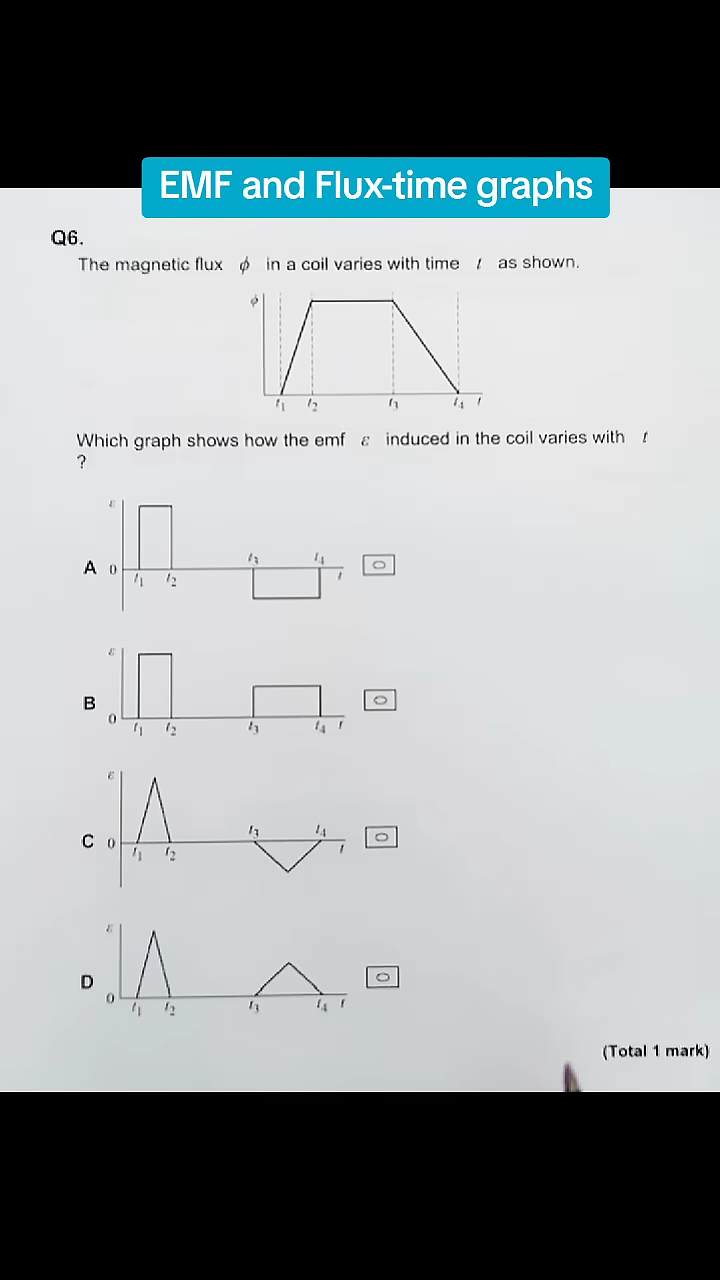 EMF and Flux-time graphs
Q6.
The magnetic flux ϕ in a coil varies with time t as shown.
ϕ
t₁ t₂ t₃ t₄ t
Which graph shows how the emf ε induced in the coil varies with t
?
ε
t₃ t₄
A 0
t₁ t₂ t
ε
B
0
t₁ t₂ t₃ t₄ t
ε
t₃ t₄
C 0
t₁ t₂ t
ε
D
0
t₁ t₂ t₃ t₄ t
(Total 1 mark)